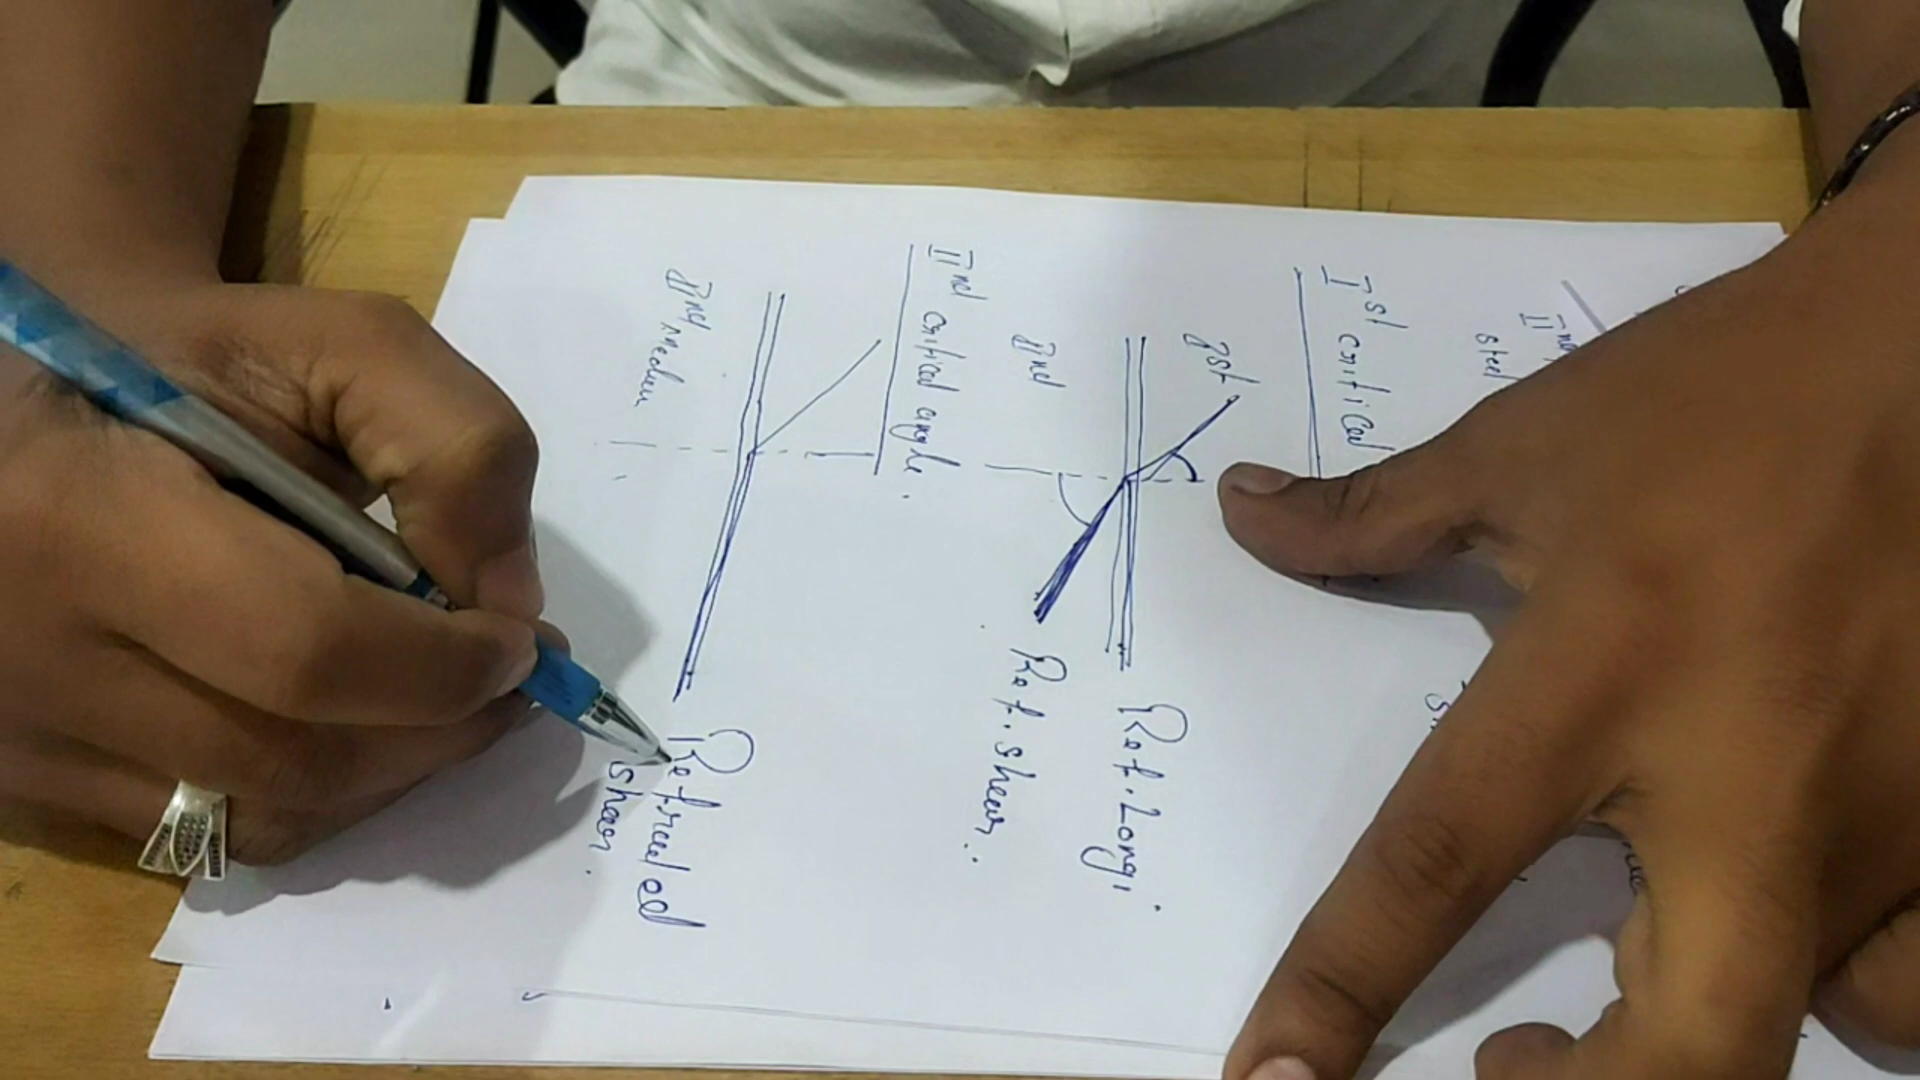 IInd
steel
Ist critical
Ist
IInd
Ref. Longi
Ref. shear..
IInd critical angle.
IInd medium
Refracted
shear.